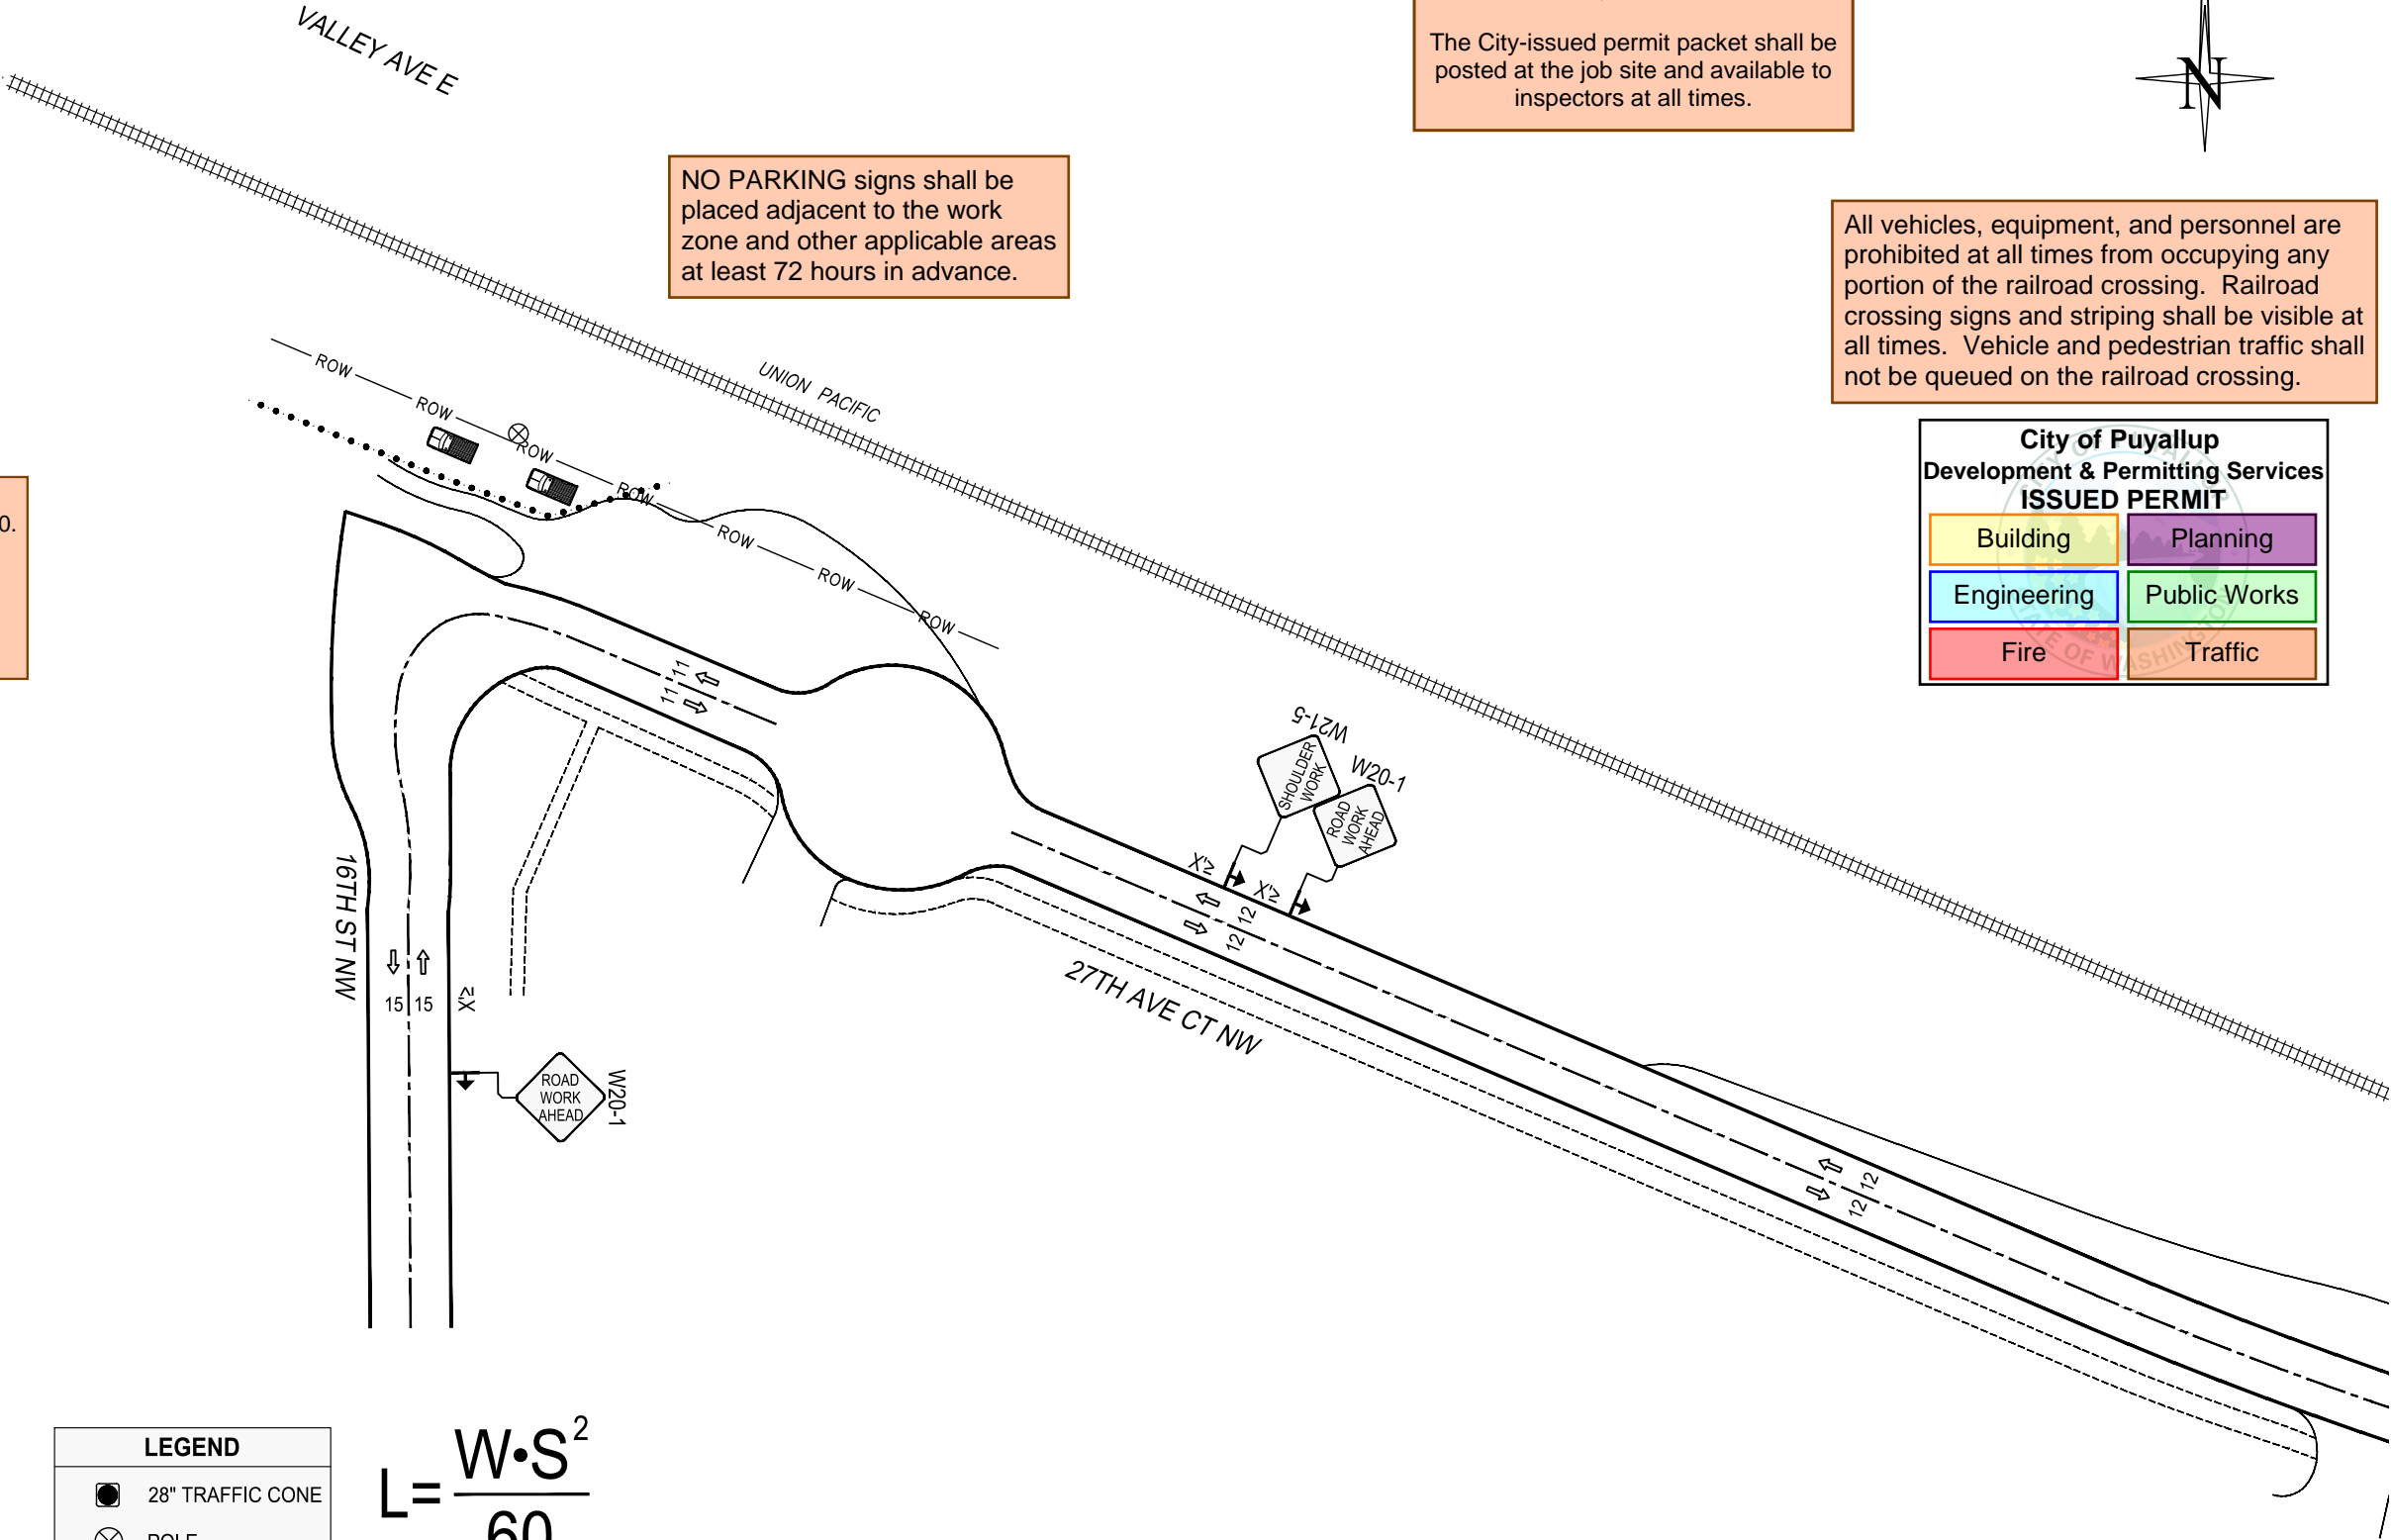 VALLEY AVE E
The City-issued permit packet shall be
posted at the job site and available to
inspectors at all times.
N
NO PARKING signs shall be
placed adjacent to the work
zone and other applicable areas
at least 72 hours in advance.
All vehicles, equipment, and personnel are
prohibited at all times from occupying any
portion of the railroad crossing.  Railroad
crossing signs and striping shall be visible at
all times.  Vehicle and pedestrian traffic shall
not be queued on the railroad crossing.
UNION PACIFIC
ROW
ROW
ROW
ROW
ROW
ROW
ROW
0.
City of Puyallup
Development & Permitting Services
ISSUED PERMIT
Building
Planning
Engineering
Public Works
Fire
Traffic
11
11
W21-5
SHOULDER
WORK
W20-1
ROAD
WORK
AHEAD
X'≥
X'≥
12
12
16TH ST NW
27TH AVE CT NW
15
15
≥X'
ROAD
WORK
AHEAD
W20-1
12
12
LEGEND
28" TRAFFIC CONE
POLE
L= W•S²
60